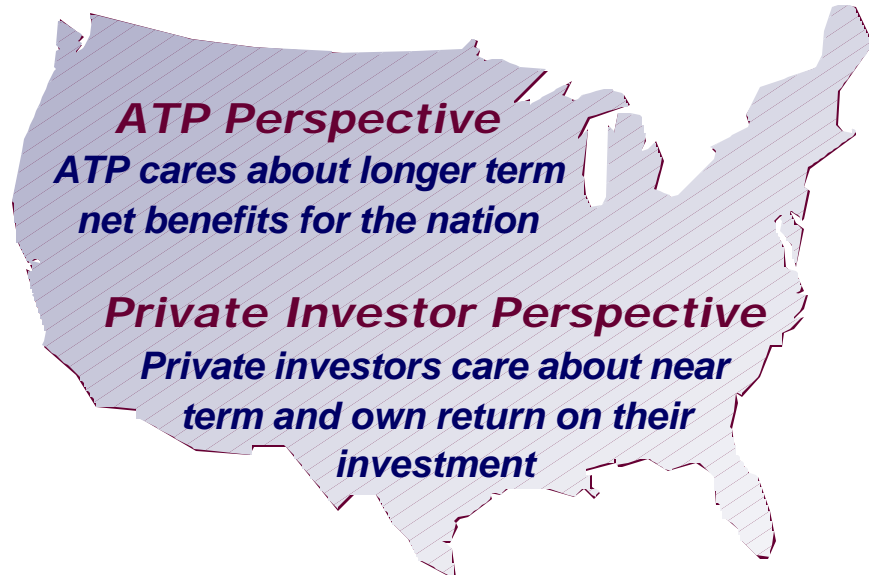 ATP Perspective
ATP cares about longer term
net benefits for the nation
Private Investor Perspective
Private investors care about near
term and own return on their
investment